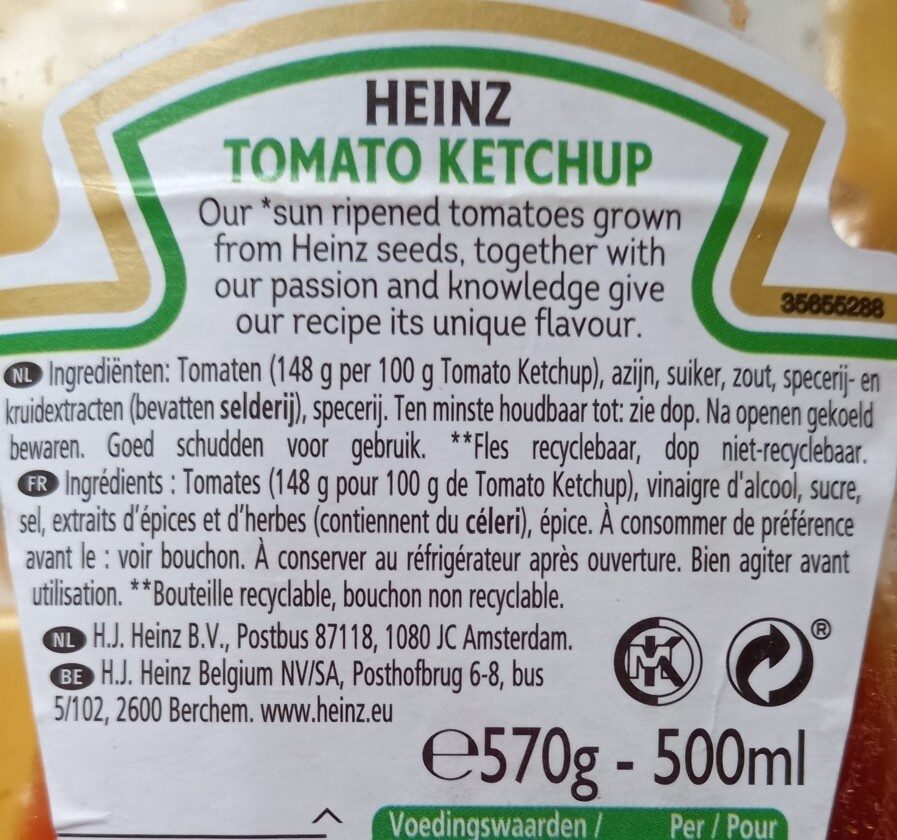 HEINZ
TOMATO KETCHUP
Our *sun ripened tomatoes grown
from Heinz seeds, together with
our passion and knowledge give
our recipe its unique flavour.
35655288
NL Ingrediënten: Tomaten (148 g per 100 g Tomato Ketchup), azijn, suiker, zout, specerij- en
kruidextracten (bevatten selderij), specerij. Ten minste houdbaar tot: zie dop. Na openen gekoeld
bewaren. Goed schudden voor gebruik. **Fles recyclebaar, dop niet-recyclebaar.
FR Ingrédients : Tomates (148 g pour 100 g de Tomato Ketchup), vinaigre d'alcool, sucre,
sel, extraits d'épices et d'herbes (contiennent du céleri), épice. À consommer de préférence
avant le : voir bouchon. À conserver au réfrigérateur après ouverture. Bien agiter avant
utilisation. **Bouteille recyclable, bouchon non recyclable.
NL H.J. Heinz B.V., Postbus 87118, 1080 JC Amsterdam.
BE H.J. Heinz Belgium NV/SA, Posthofbrug 6-8, bus
5/102, 2600 Berchem. www.heinz.eu
MK ®
℮570g - 500ml
Voedingswaarden / Per / Pour